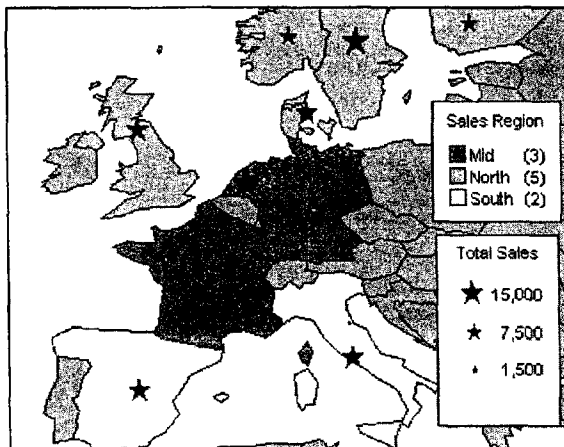 Sales Region
Mid (3)
North (5)
South (2)
Total Sales
15,000
7,500
1,500